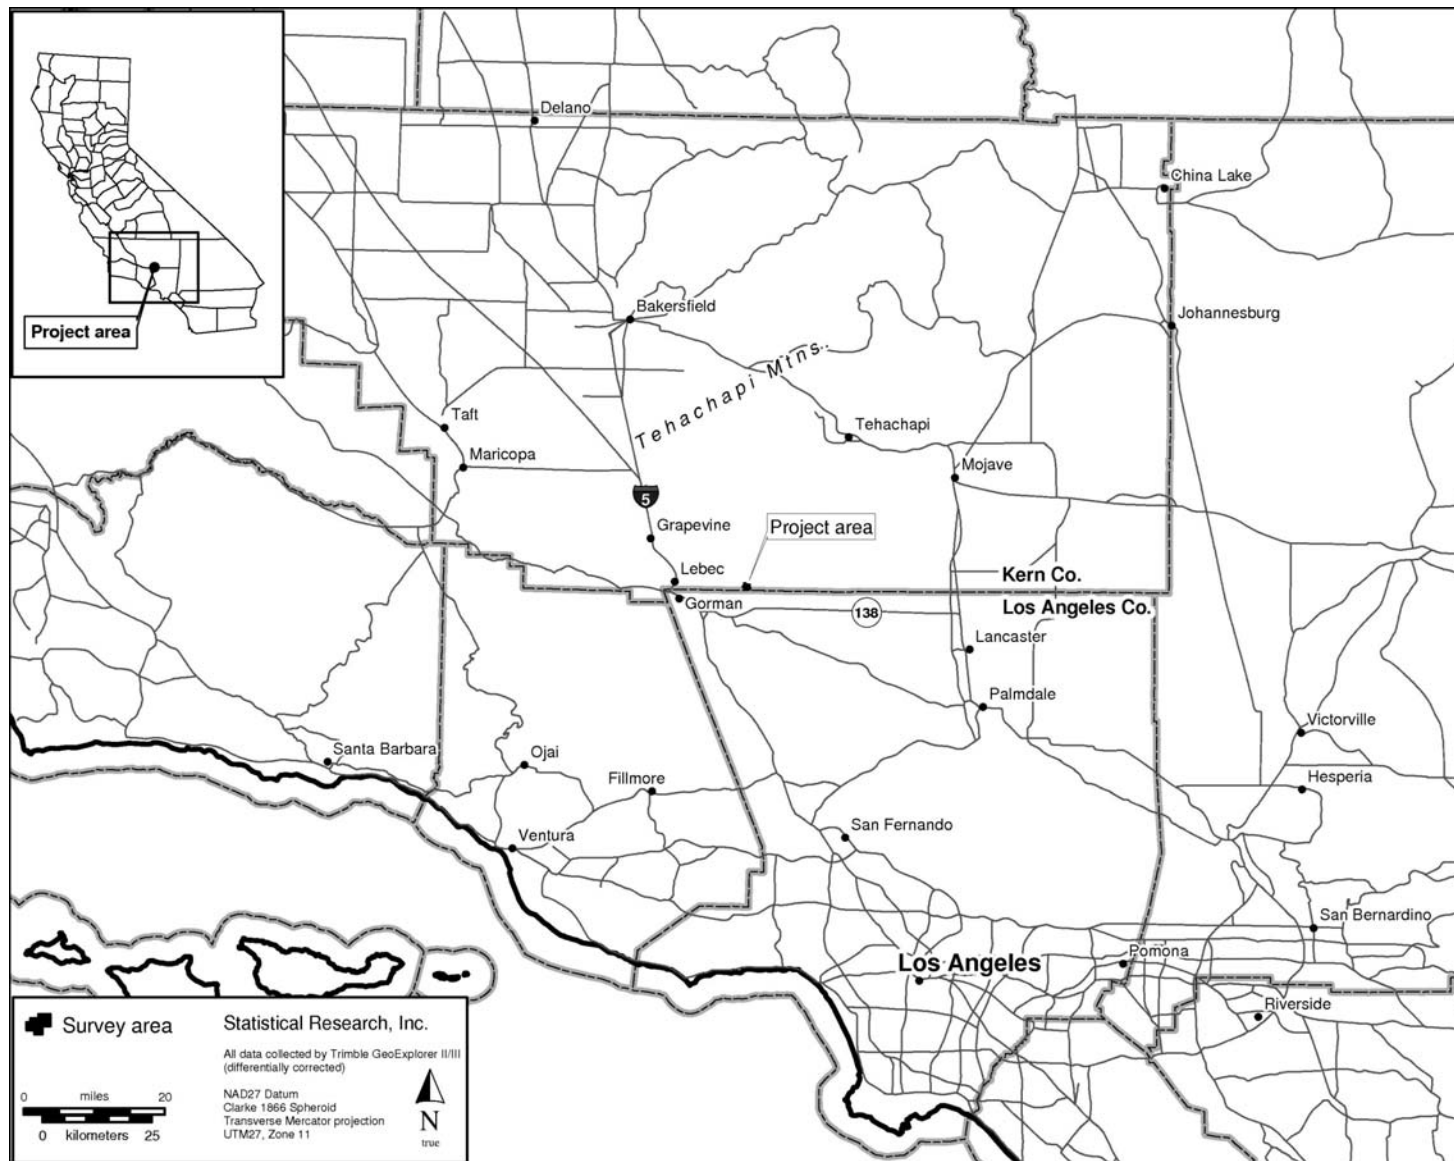 Project area
Delano
China Lake
Bakersfield
Johannesburg
Tehachapi Mtns.
Taft
Tehachapi
Maricopa
Mojave
5
Grapevine
Project area
Lebec
Kern Co.
Gorman
138
Los Angeles Co.
Lancaster
Palmdale
Victorville
Santa Barbara
Ojai
Fillmore
Hesperia
Ventura
San Fernando
San Bernardino
Los Angeles
Pomona
Riverside
Survey area
0 miles 20
0 kilometers 25
Statistical Research, Inc.
All data collected by Trimble GeoExplorer II/III
(differentially corrected)
NAD27 Datum
Clarke 1866 Spheroid
Transverse Mercator projection
UTM27, Zone 11
N
true